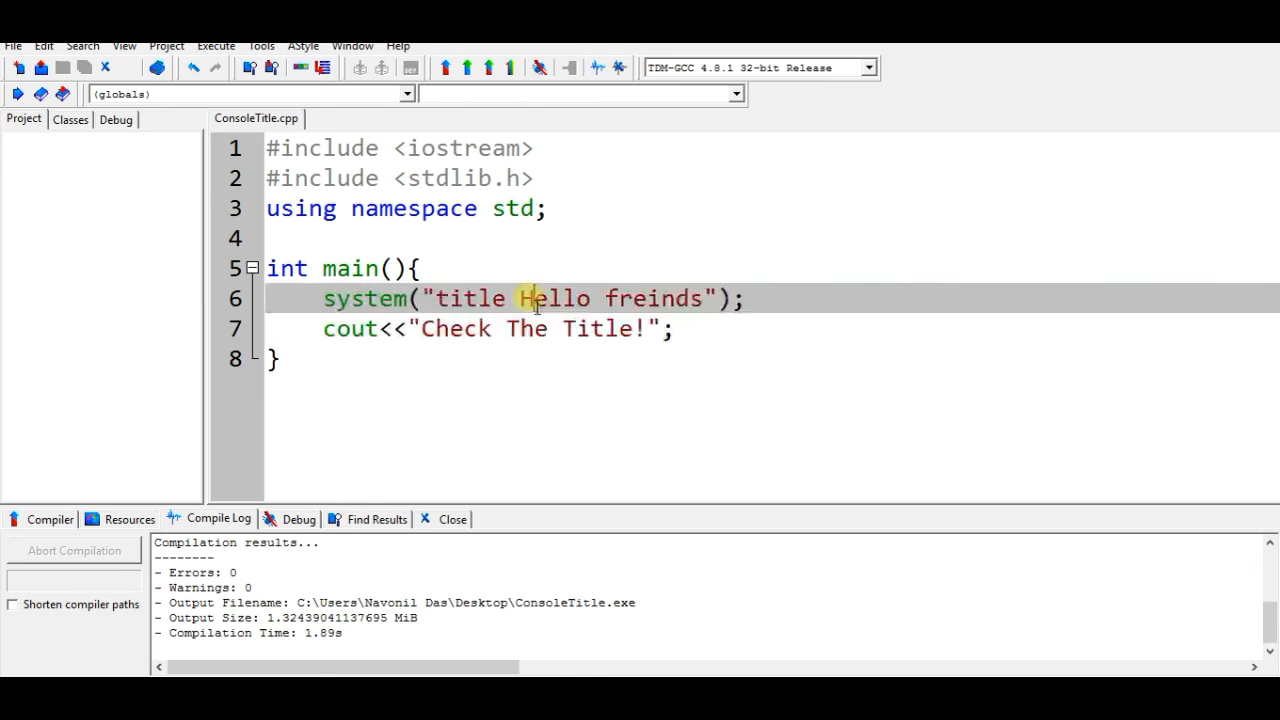 File Edit Search View Project Execute Tools AStyle Window Help
TDM-GCC 4.8.1 32-bit Release
(globals)
Project Classes Debug ConsoleTitle.cpp
1 #include <iostream>
2 #include <stdlib.h>
3 using namespace std;
4
5 int main(){
6 system("title Hello freinds");
7 cout<<"Check The Title!";
8 }
Compiler Resources Compile Log Debug Find Results Close
Abort Compilation
Shorten compiler paths
Compilation results...
--------
- Errors: 0
- Warnings: 0
- Output Filename: C:\Users\Navonil Das\Desktop\ConsoleTitle.exe
- Output Size: 1.32439041137695 MiB
- Compilation Time: 1.89s